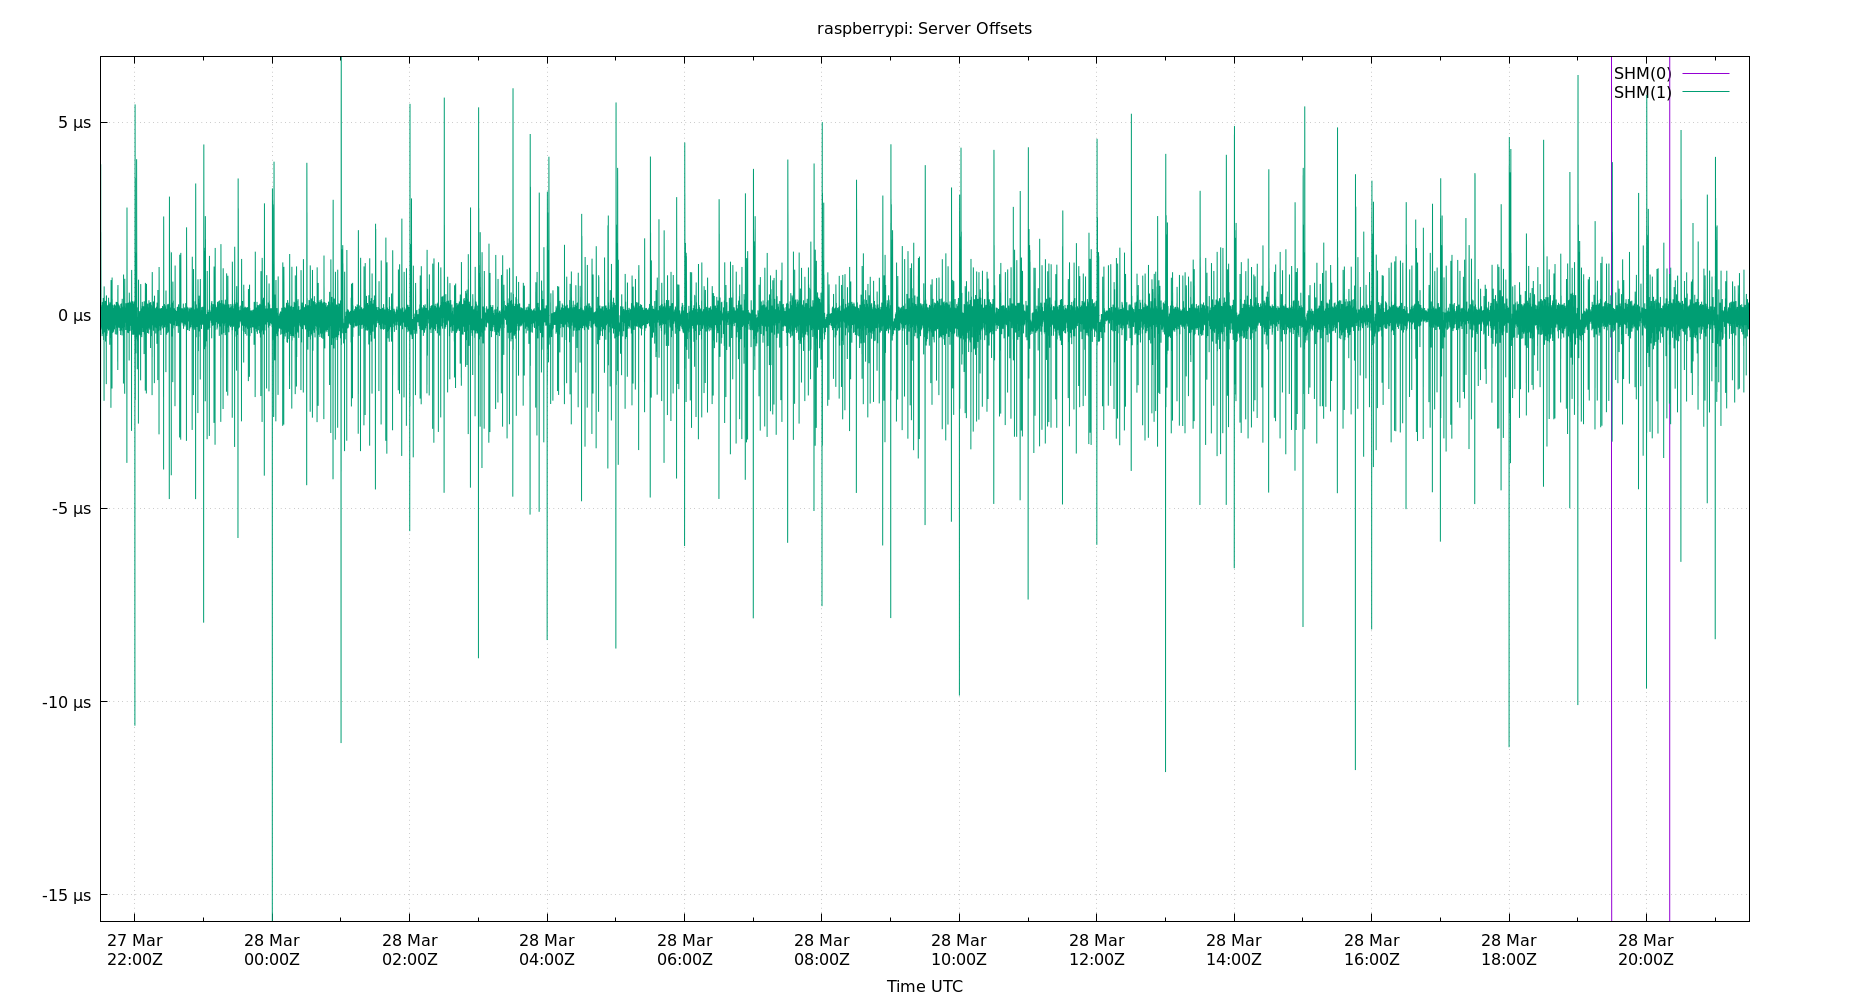 raspberrypi: Server Offsets
SHM(0)
SHM(1)
5 µs
0 µs
-5 µs
-10 µs
-15 µs
27 Mar 28 Mar 28 Mar 28 Mar 28 Mar 28 Mar 28 Mar 28 Mar 28 Mar 28 Mar 28 Mar 28 Mar
22:00Z 00:00Z 02:00Z 04:00Z 06:00Z 08:00Z 10:00Z 12:00Z 14:00Z 16:00Z 18:00Z 20:00Z
Time UTC